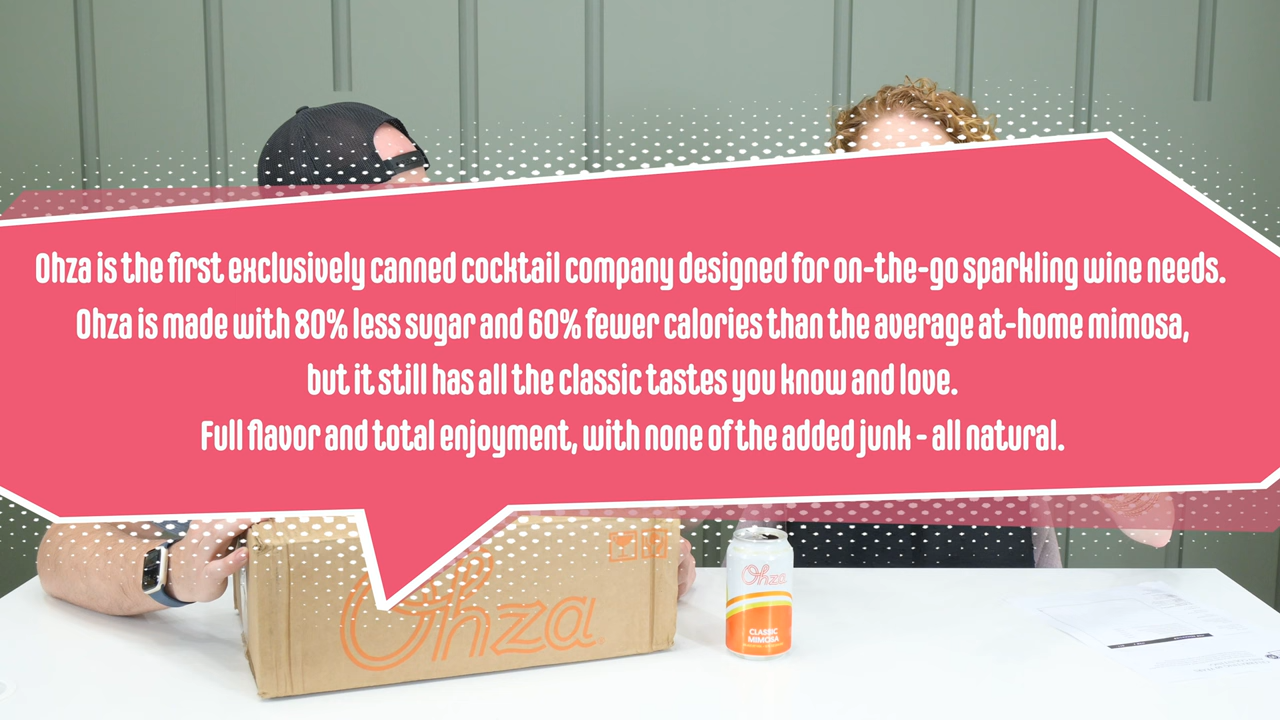 Ohza is the first exclusively canned cocktail company designed for on-the-go sparkling wine needs.
Ohza is made with 80% less sugar and 60% fewer calories than the average at-home mimosa,
but it still has all the classic tastes you know and love.
Full flavor and total enjoyment, with none of the added junk - all natural.
Ohza
Ohza
CLASSIC
MIMOSA